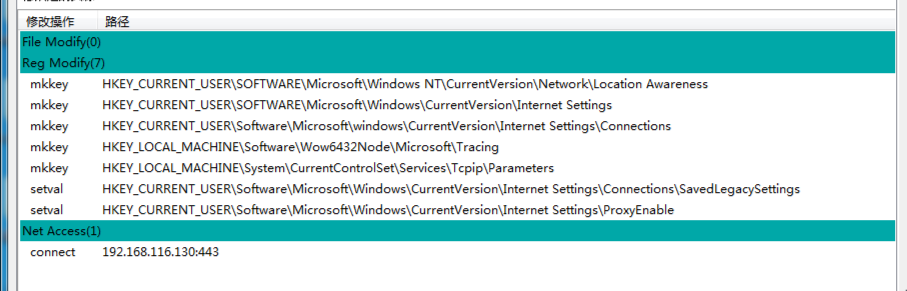 修改操作 路径
File Modify(0)
Reg Modify(7)
mkkey HKEY_CURRENT_USER\SOFTWARE\Microsoft\Windows NT\CurrentVersion\Network\Location Awareness
mkkey HKEY_CURRENT_USER\SOFTWARE\Microsoft\Windows\CurrentVersion\Internet Settings
mkkey HKEY_CURRENT_USER\Software\Microsoft\windows\CurrentVersion\Internet Settings\Connections
mkkey HKEY_LOCAL_MACHINE\Software\Wow6432Node\Microsoft\Tracing
mkkey HKEY_LOCAL_MACHINE\System\CurrentControlSet\Services\Tcpip\Parameters
setval HKEY_CURRENT_USER\Software\Microsoft\Windows\CurrentVersion\Internet Settings\Connections\SavedLegacySettings
setval HKEY_CURRENT_USER\Software\Microsoft\Windows\CurrentVersion\Internet Settings\ProxyEnable
Net Access(1)
connect 192.168.116.130:443